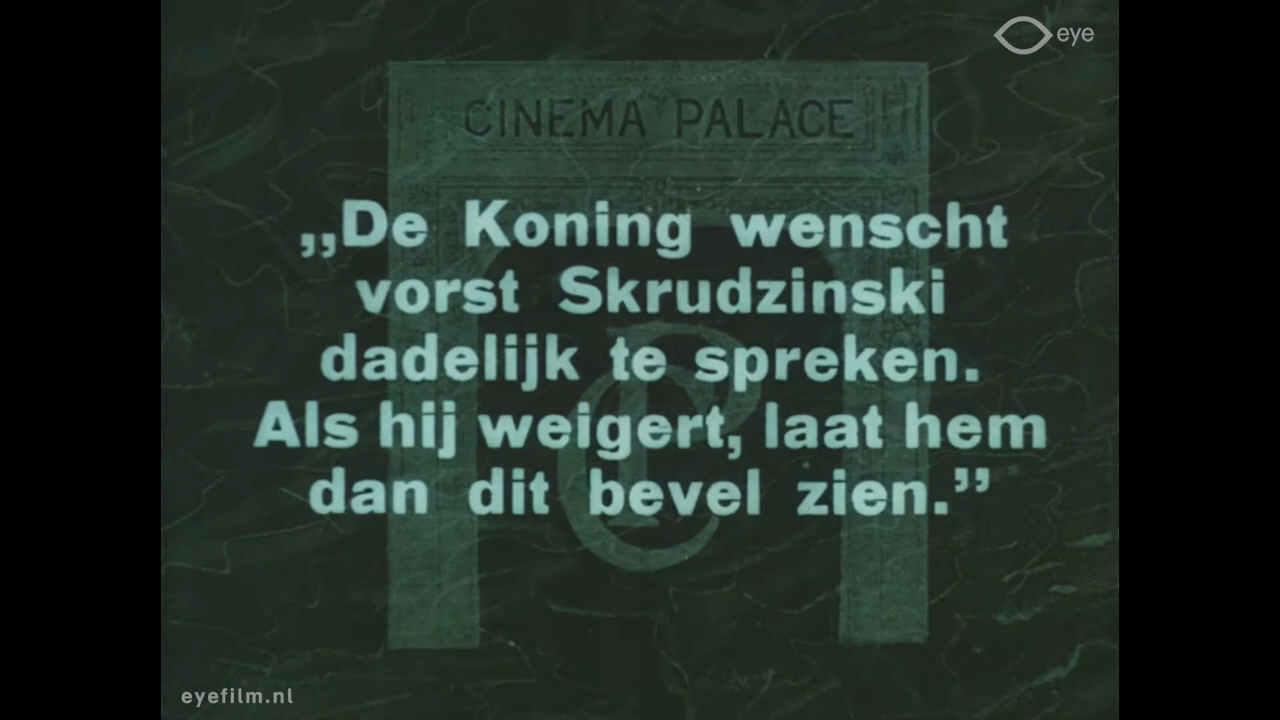 eye
CINEMA PALACE
„De Koning wenscht
vorst Skrudzinski
dadelijk te spreken.
Als hij weigert, laat hem
dan dit bevel zien.”
CP
eyefilm.nl